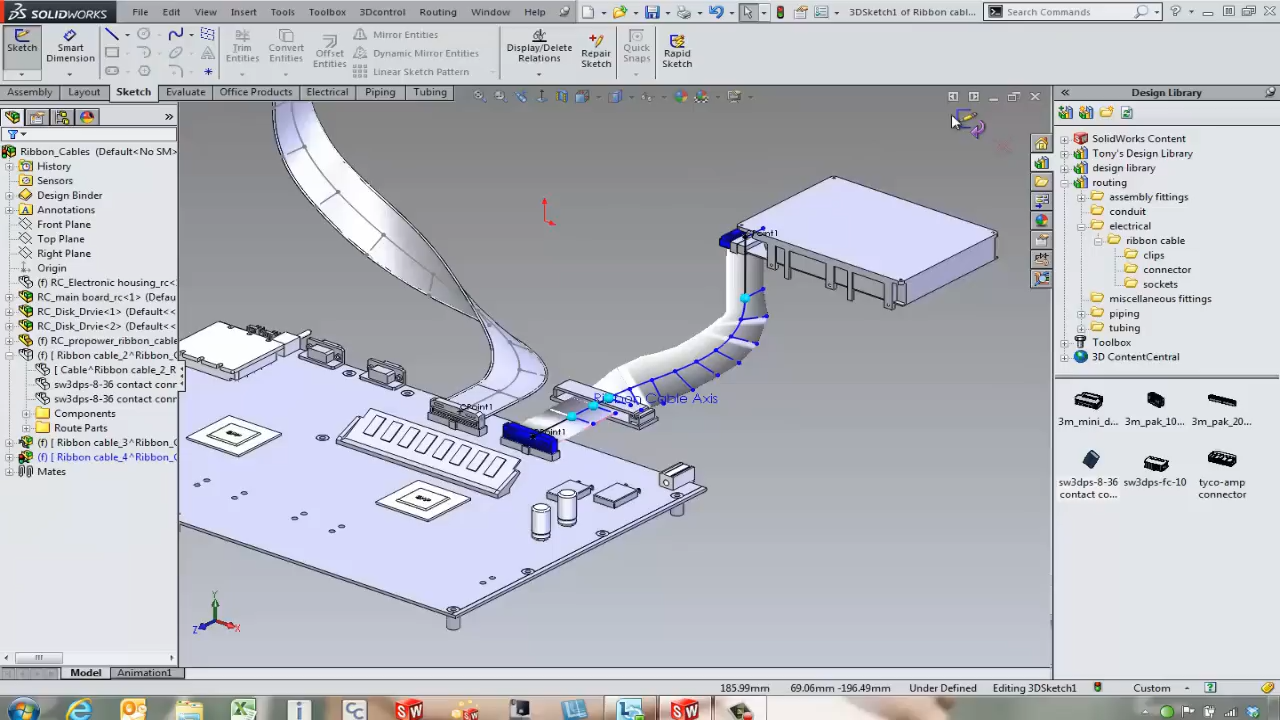 SOLIDWORKS File Edit View Insert Tools Toolbox 3Dcontrol Routing Window Help 3DSketch1 of Ribbon cabl... Search Commands
Sketch Smart Dimension Trim Entities Convert Entities Offset Entities Mirror Entities Dynamic Mirror Entities Linear Sketch Pattern Display/Delete Relations Repair Sketch Quick Snaps Rapid Sketch
Assembly Layout Sketch Evaluate Office Products Electrical Piping Tubing
Ribbon_Cables (Default<No SM>
History
Sensors
Design Binder
Annotations
Front Plane
Top Plane
Right Plane
Origin
(f) RC_Electronic housing_rc<1>
(f) RC_main board_rc<1> (Defau
(f) RC_Disk_Drvie<1> (Default<<
(f) RC_Disk_Drvie<2> (Default<<
(f) RC_propower_ribbon_cable
(f) [ Ribbon cable_2^Ribbon_C
[ Cable^Ribbon cable_2_R
sw3dps-8-36 contact conn
sw3dps-8-36 contact conn
Components
Route Parts
(f) [ Ribbon cable_3^Ribbon_C
(f) [ Ribbon cable_4^Ribbon_C
Mates
Point1
Ribbon Cable Axis
Point1
Point1
Y
Z
X
Design Library
SolidWorks Content
Tony's Design Library
design library
routing
assembly fittings
conduit
electrical
ribbon cable
clips
connector
sockets
miscellaneous fittings
piping
tubing
Toolbox
3D ContentCentral
3m_mini_d... 3m_pak_10... 3m_pak_20...
sw3dps-8-36 contact co... sw3dps-fc-10 tyco-amp connector
Model Animation1
185.99mm 69.06mm -196.49mm Under Defined Editing 3DSketch1 Custom